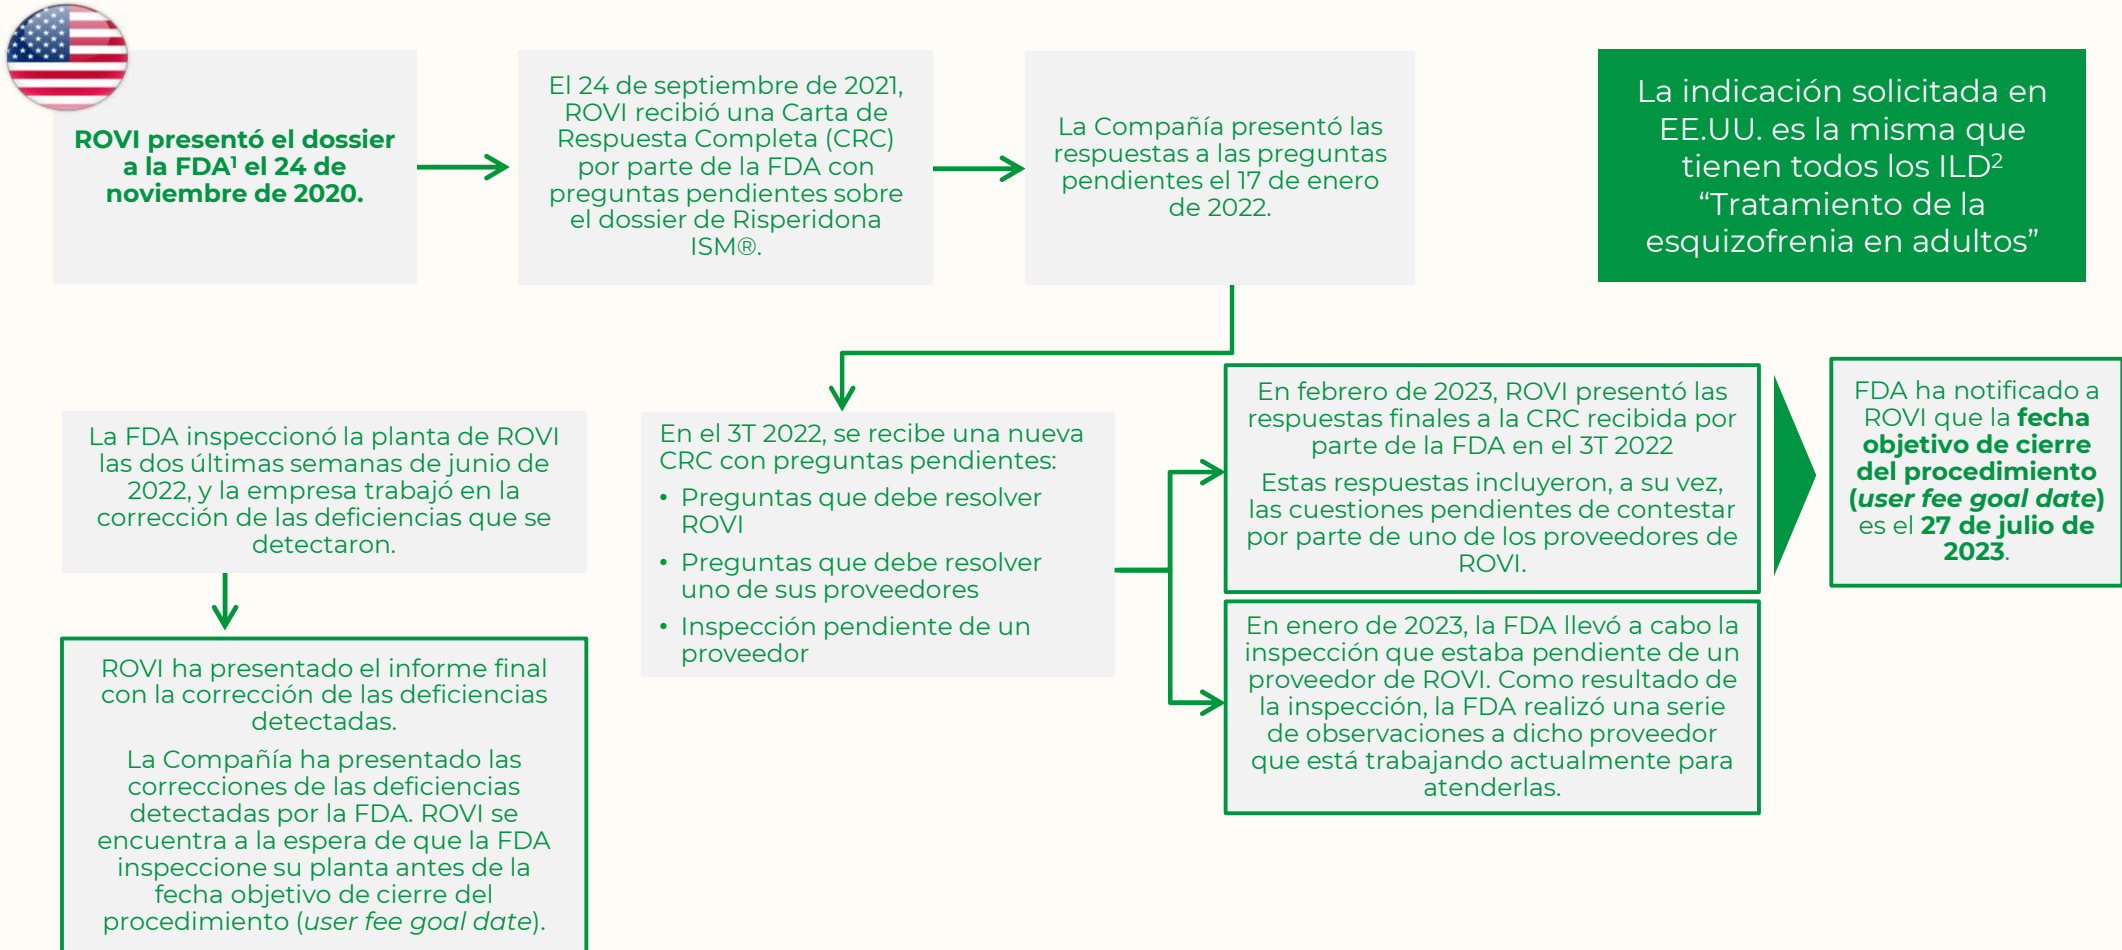 ROVI presentó el dossier
a la FDA¹ el 24 de
noviembre de 2020.
El 24 de septiembre de 2021,
ROVI recibió una Carta de
Respuesta Completa (CRC)
por parte de la FDA con
preguntas pendientes sobre
el dossier de Risperidona
ISM®.
La Compañía presentó las
respuestas a las preguntas
pendientes el 17 de enero
de 2022.
La indicación solicitada en
EE.UU. es la misma que
tienen todos los ILD²
“Tratamiento de la
esquizofrenia en adultos”
La FDA inspeccionó la planta de ROVI
las dos últimas semanas de junio de
2022, y la empresa trabajó en la
corrección de las deficiencias que se
detectaron.
ROVI ha presentado el informe final
con la corrección de las deficiencias
detectadas.
La Compañía ha presentado las
correcciones de las deficiencias
detectadas por la FDA. ROVI se
encuentra a la espera de que la FDA
inspeccione su planta antes de la
fecha objetivo de cierre del
procedimiento (user fee goal date).
En el 3T 2022, se recibe una nueva
CRC con preguntas pendientes:
• Preguntas que debe resolver
ROVI
• Preguntas que debe resolver
uno de sus proveedores
• Inspección pendiente de un
proveedor
En febrero de 2023, ROVI presentó las
respuestas finales a la CRC recibida por
parte de la FDA en el 3T 2022
Estas respuestas incluyeron, a su vez,
las cuestiones pendientes de contestar
por parte de uno de los proveedores de
ROVI.
En enero de 2023, la FDA llevó a cabo la
inspección que estaba pendiente de un
proveedor de ROVI. Como resultado de
la inspección, la FDA realizó una serie
de observaciones a dicho proveedor
que está trabajando actualmente para
atenderlas.
FDA ha notificado a
ROVI que la fecha
objetivo de cierre
del procedimiento
(user fee goal date)
es el 27 de julio de
2023.